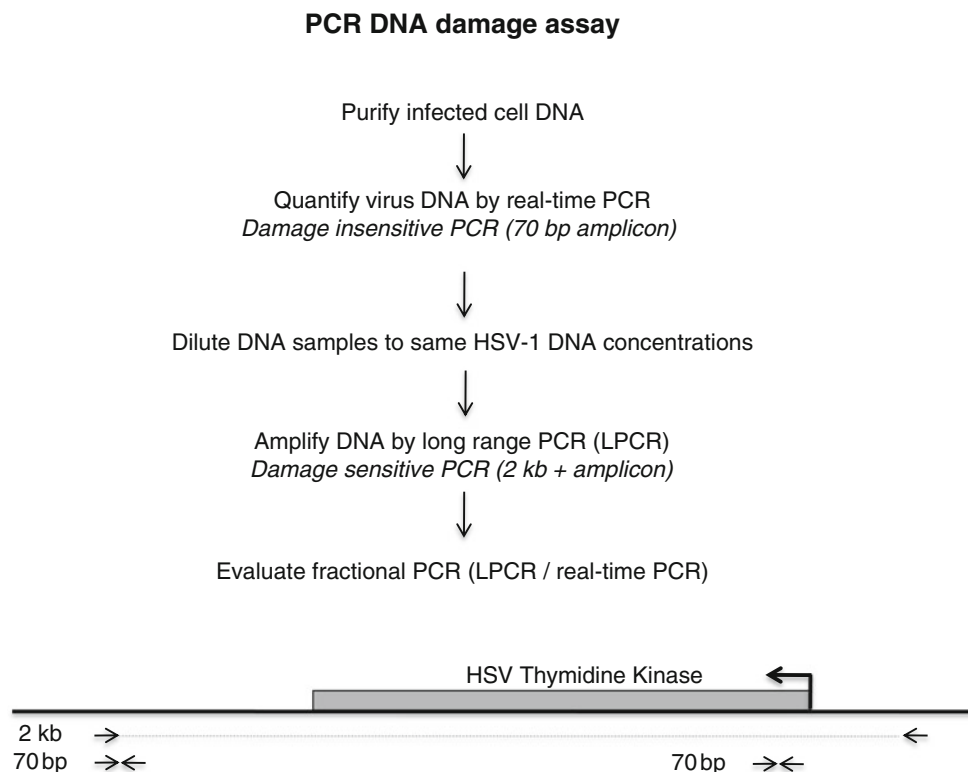 PCR DNA damage assay
Purify infected cell DNA
Quantify virus DNA by real-time PCR
Damage insensitive PCR (70 bp amplicon)
Dilute DNA samples to same HSV-1 DNA concentrations
Amplify DNA by long range PCR (LPCR)
Damage sensitive PCR (2 kb + amplicon)
Evaluate fractional PCR (LPCR / real-time PCR)
HSV Thymidine Kinase
2 kb
70 bp 70 bp